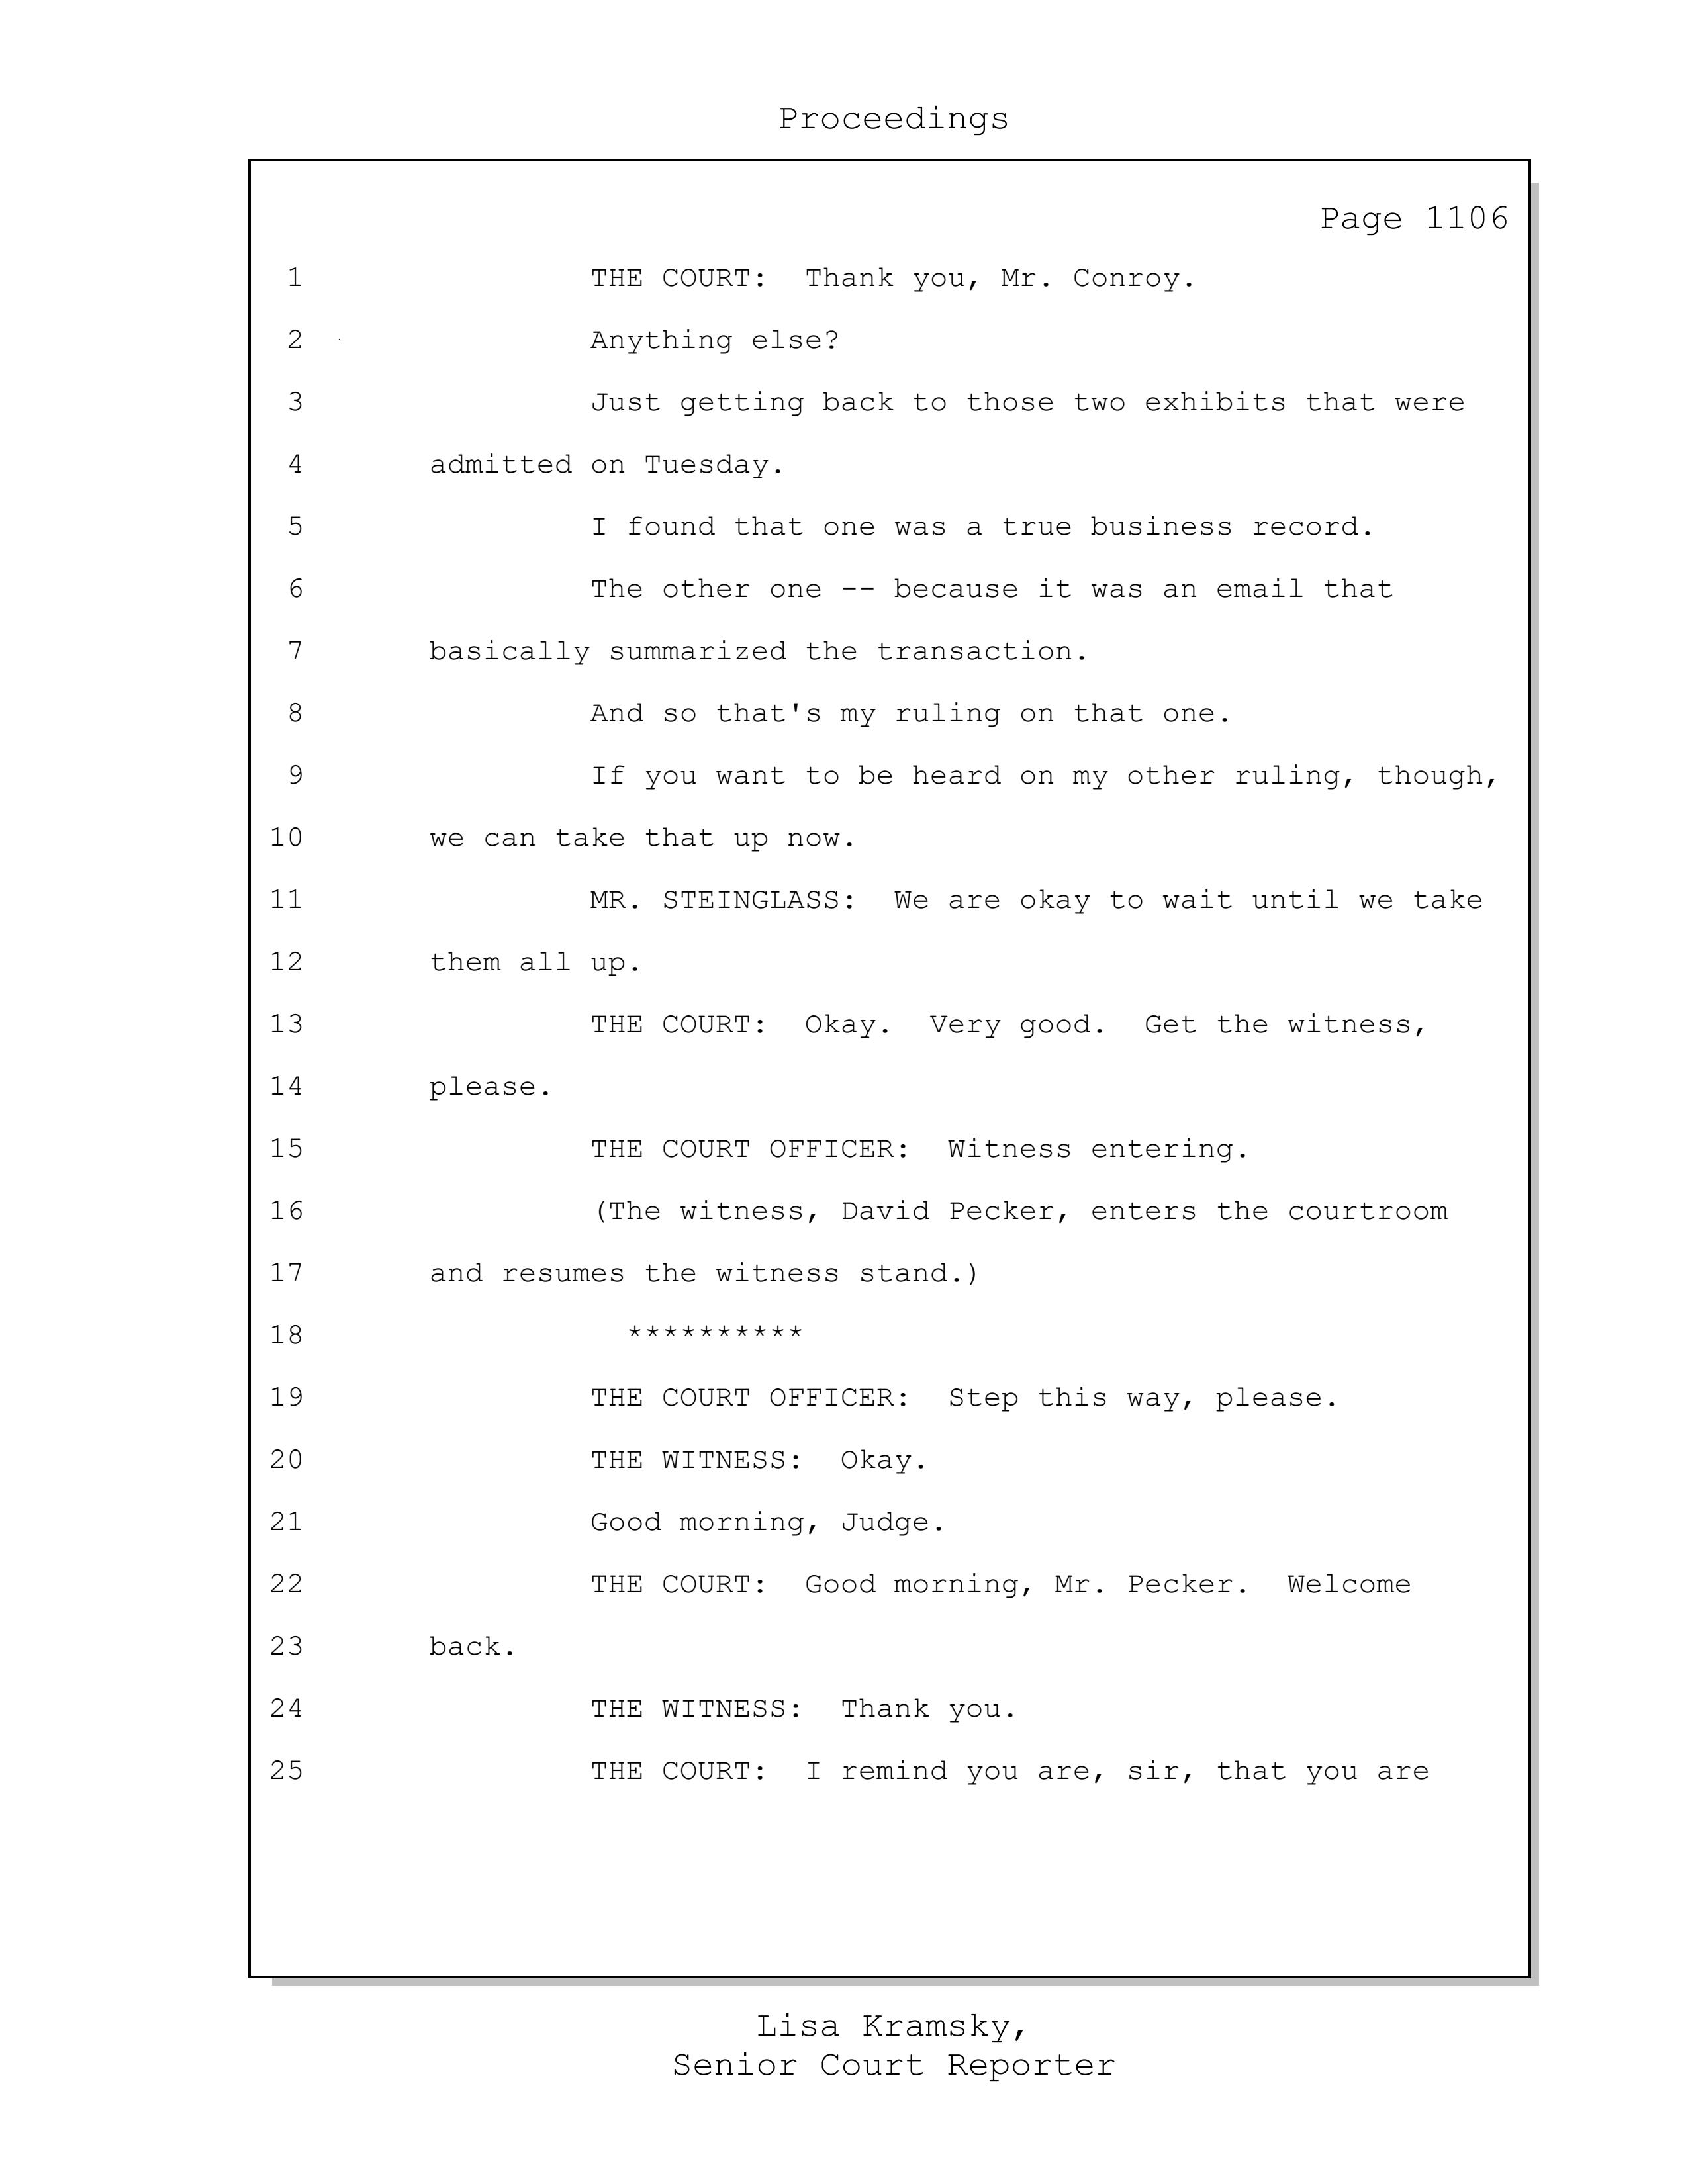 Proceedings
Page 1106
1 THE COURT: Thank you, Mr. Conroy.
2 Anything else?
3 Just getting back to those two exhibits that were
4 admitted on Tuesday.
5 I found that one was a true business record.
6 The other one -- because it was an email that
7 basically summarized the transaction.
8 And so that's my ruling on that one.
9 If you want to be heard on my other ruling, though,
10 we can take that up now.
11 MR. STEINGLASS: We are okay to wait until we take
12 them all up.
13 THE COURT: Okay. Very good. Get the witness,
14 please.
15 THE COURT OFFICER: Witness entering.
16 (The witness, David Pecker, enters the courtroom
17 and resumes the witness stand.)
18 **********
19 THE COURT OFFICER: Step this way, please.
20 THE WITNESS: Okay.
21 Good morning, Judge.
22 THE COURT: Good morning, Mr. Pecker. Welcome
23 back.
24 THE WITNESS: Thank you.
25 THE COURT: I remind you are, sir, that you are
Lisa Kramsky,
Senior Court Reporter